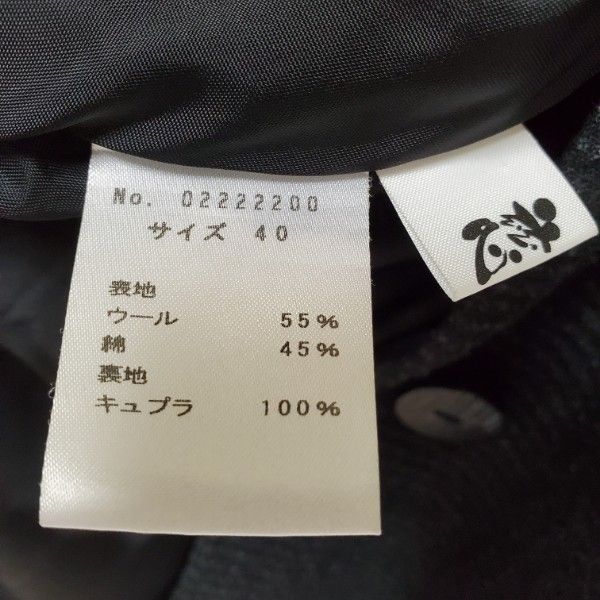 No. 02222200
サイズ 40
表地
ウール 55%
綿 45%
裏地
キュプラ 100%